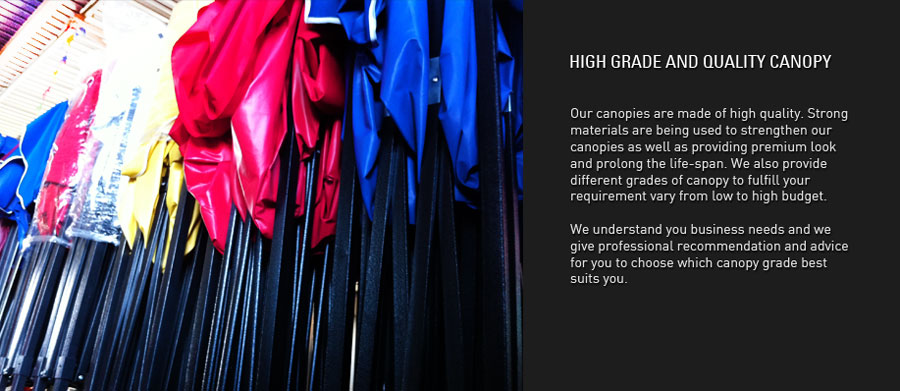 HIGH GRADE AND QUALITY CANOPY
Our canopies are made of high quality. Strong
materials are being used to strengthen our
canopies as well as providing premium look
and prolong the life-span. We also provide
different grades of canopy to fulfill your
requirement vary from low to high budget.
We understand you business needs and we
give professional recommendation and advice
for you to choose which canopy grade best
suits you.